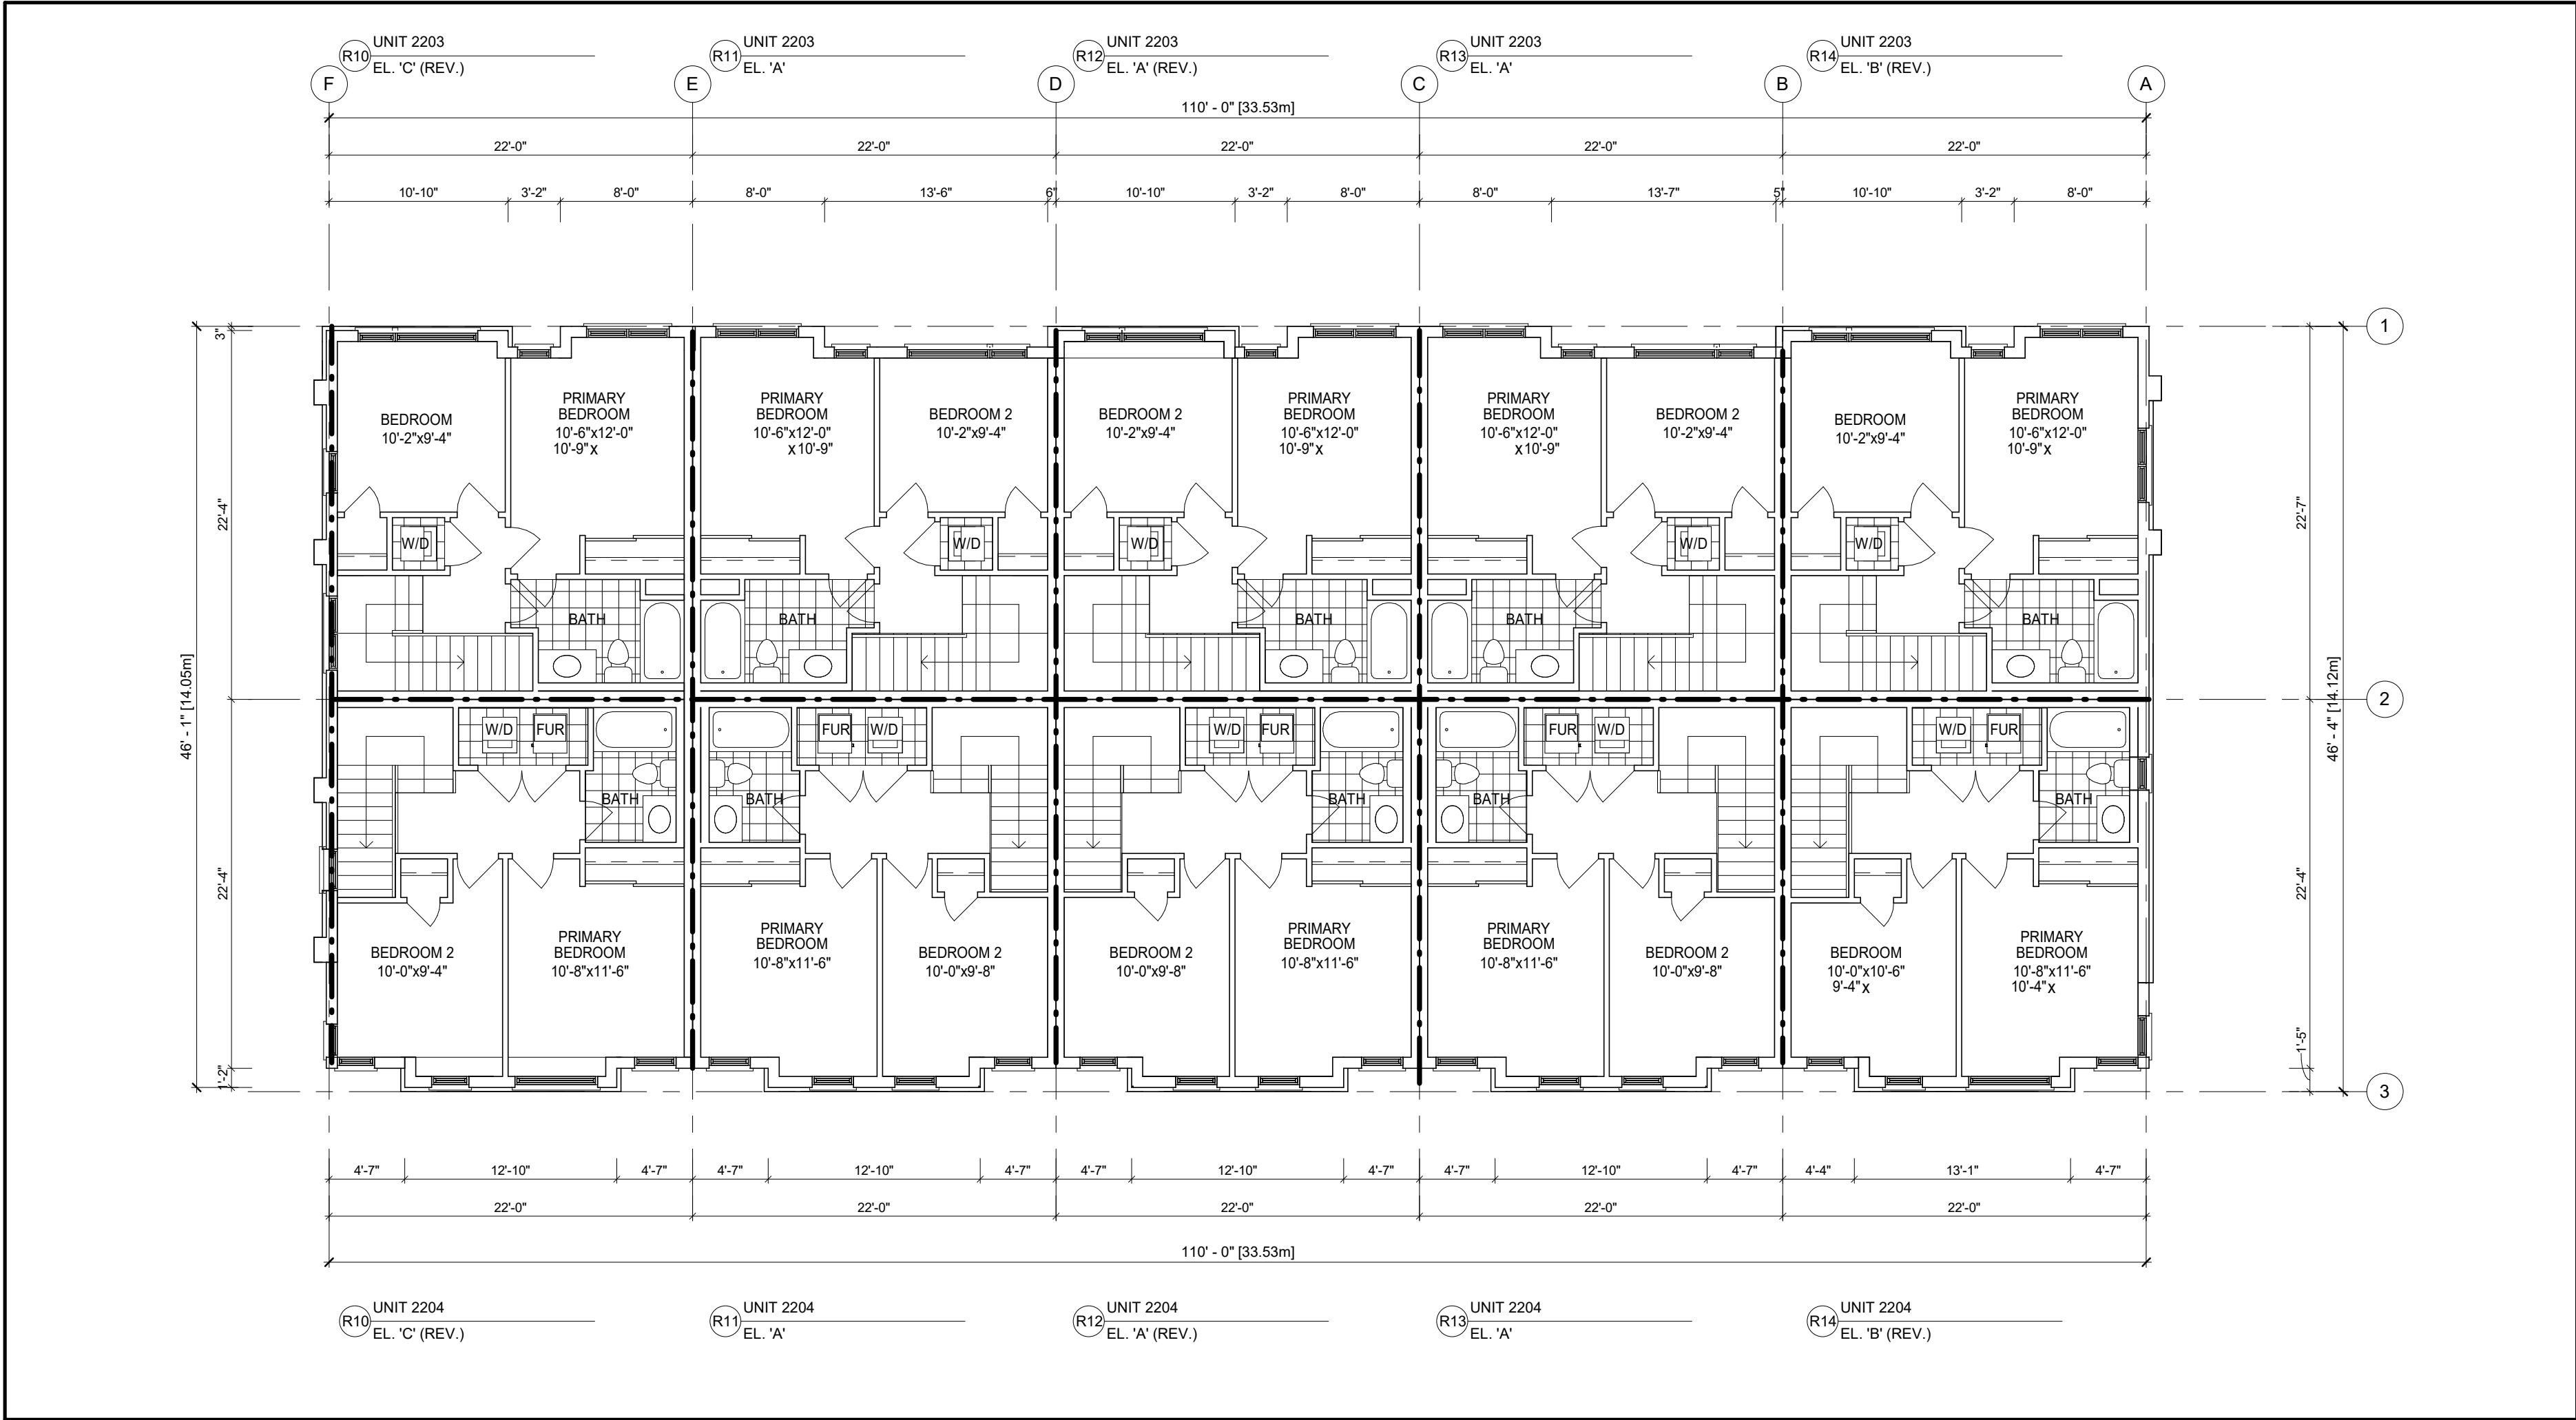 R10 UNIT 2203
EL. 'C' (REV.)
R11 UNIT 2203
EL. 'A'
R12 UNIT 2203
EL. 'A' (REV.)
R13 UNIT 2203
EL. 'A'
R14 UNIT 2203
EL. 'B' (REV.)
F E D C B A
110' - 0" [33.53m]
22'-0" 22'-0" 22'-0" 22'-0" 22'-0"
10'-10" 3'-2" 8'-0" 8'-0" 13'-6" 6" 10'-10" 3'-2" 8'-0" 8'-0" 13'-7" 5" 10'-10" 3'-2" 8'-0"
1
2
3
46' - 1" [14.05m]
3"
22'-4"
22'-4"
1'-2"
BEDROOM
10'-2"x9'-4"
PRIMARY
BEDROOM
10'-6"x12'-0"
10'-9"x
PRIMARY
BEDROOM
10'-6"x12'-0"
x10'-9"
BEDROOM 2
10'-2"x9'-4"
BEDROOM 2
10'-2"x9'-4"
PRIMARY
BEDROOM
10'-6"x12'-0"
10'-9"x
PRIMARY
BEDROOM
10'-6"x12'-0"
x10'-9"
BEDROOM 2
10'-2"x9'-4"
BEDROOM
10'-2"x9'-4"
PRIMARY
BEDROOM
10'-6"x12'-0"
10'-9"x
W/D W/D W/D W/D W/D
BATH BATH BATH BATH BATH
W/D FUR FUR W/D W/D FUR FUR W/D W/D FUR
BATH BATH BATH BATH BATH
BEDROOM 2
10'-0"x9'-4"
PRIMARY
BEDROOM
10'-8"x11'-6"
PRIMARY
BEDROOM
10'-8"x11'-6"
BEDROOM 2
10'-0"x9'-8"
BEDROOM 2
10'-0"x9'-8"
PRIMARY
BEDROOM
10'-8"x11'-6"
PRIMARY
BEDROOM
10'-8"x11'-6"
BEDROOM 2
10'-0"x9'-8"
BEDROOM
10'-0"x10'-6"
9'-4"x
PRIMARY
BEDROOM
10'-8"x11'-6"
10'-4"x
22'-7"
22'-4"
1'-5"
46' - 4" [14.12m]
4'-7" 12'-10" 4'-7" 4'-7" 12'-10" 4'-7" 4'-7" 12'-10" 4'-7" 4'-7" 12'-10" 4'-7" 4'-4" 13'-1" 4'-7"
22'-0" 22'-0" 22'-0" 22'-0" 22'-0"
110' - 0" [33.53m]
R10 UNIT 2204
EL. 'C' (REV.)
R11 UNIT 2204
EL. 'A'
R12 UNIT 2204
EL. 'A' (REV.)
R13 UNIT 2204
EL. 'A'
R14 UNIT 2204
EL. 'B' (REV.)